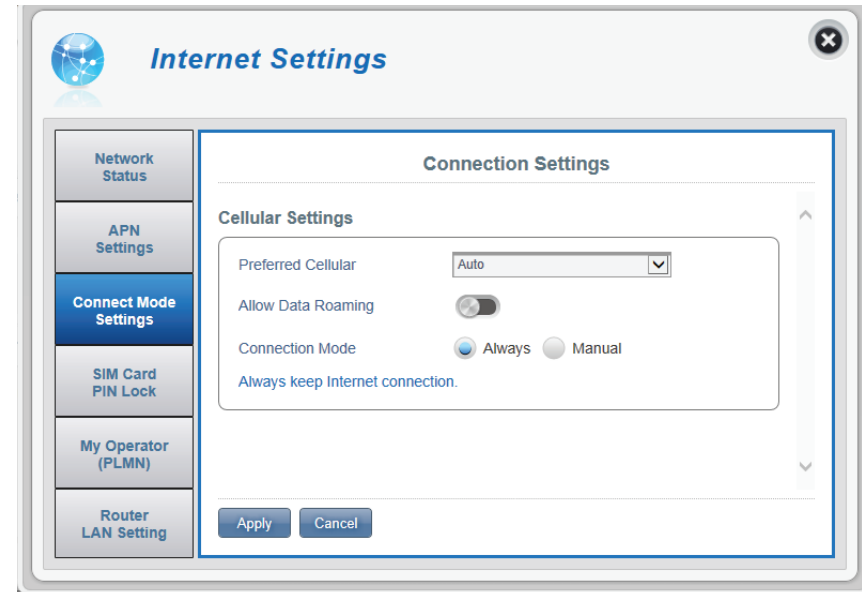 Internet Settings
Network
Status
APN
Settings
Connect Mode
Settings
SIM Card
PIN Lock
My Operator
(PLMN)
Router
LAN Setting
Connection Settings
Cellular Settings
Preferred Cellular Auto
Allow Data Roaming
Connection Mode Always Manual
Always keep Internet connection.
Apply Cancel